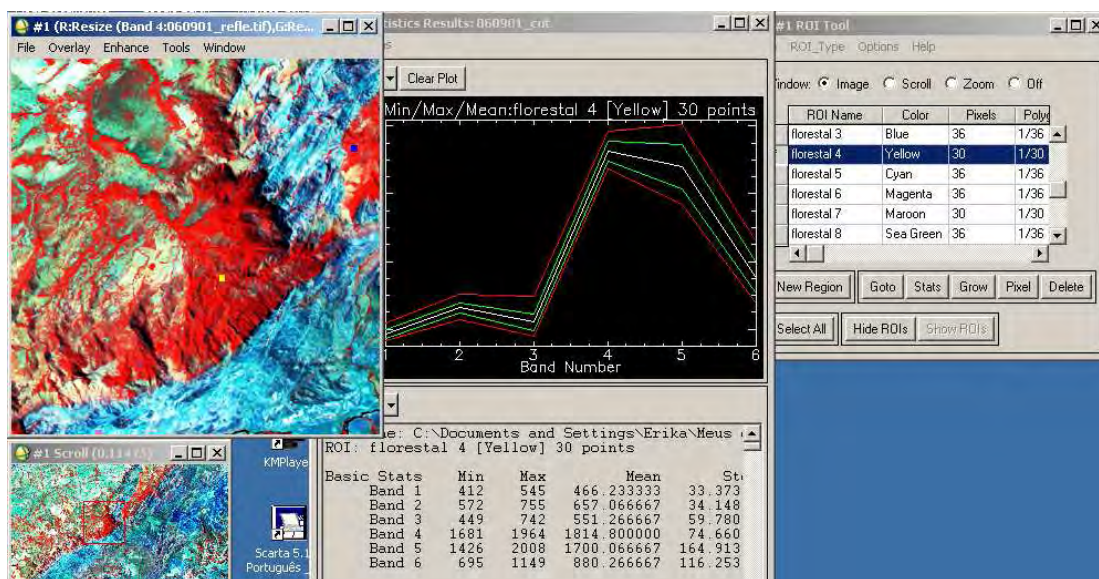 #1 (R:Resize (Band 4:060901_refle.tif),G:Re...
File Overlay Enhance Tools Window
#1 Scroll (0.11475)
KMPlaye
Scarta 5.1
Português
tistics Results: 060901_cut
Clear Plot
Min/Max/Mean:florestal 4 [Yellow] 30 points
2 3 4 5 6
Band Number
ne: C:\Documents and Settings\Erika\Meus
ROI: florestal 4 [Yellow] 30 points
Basic Stats Min Max Mean St
Band 1 412 545 466.233333 33.373
Band 2 572 755 657.066667 34.148
Band 3 449 742 551.266667 59.780
Band 4 1681 1964 1814.800000 74.660
Band 5 1426 2008 1700.066667 164.913
Band 6 695 1149 880.266667 116.253
#1 ROI Tool
ROI_Type Options Help
indow: Image Scroll Zoom Off
ROI Name Color Pixels Polyg
florestal 3 Blue 36 1/36
florestal 4 Yellow 30 1/30
florestal 5 Cyan 36 1/36
florestal 6 Magenta 36 1/36
florestal 7 Maroon 30 1/30
florestal 8 Sea Green 36 1/36
New Region Goto Stats Grow Pixel Delete
Select All Hide ROIs Show ROIs